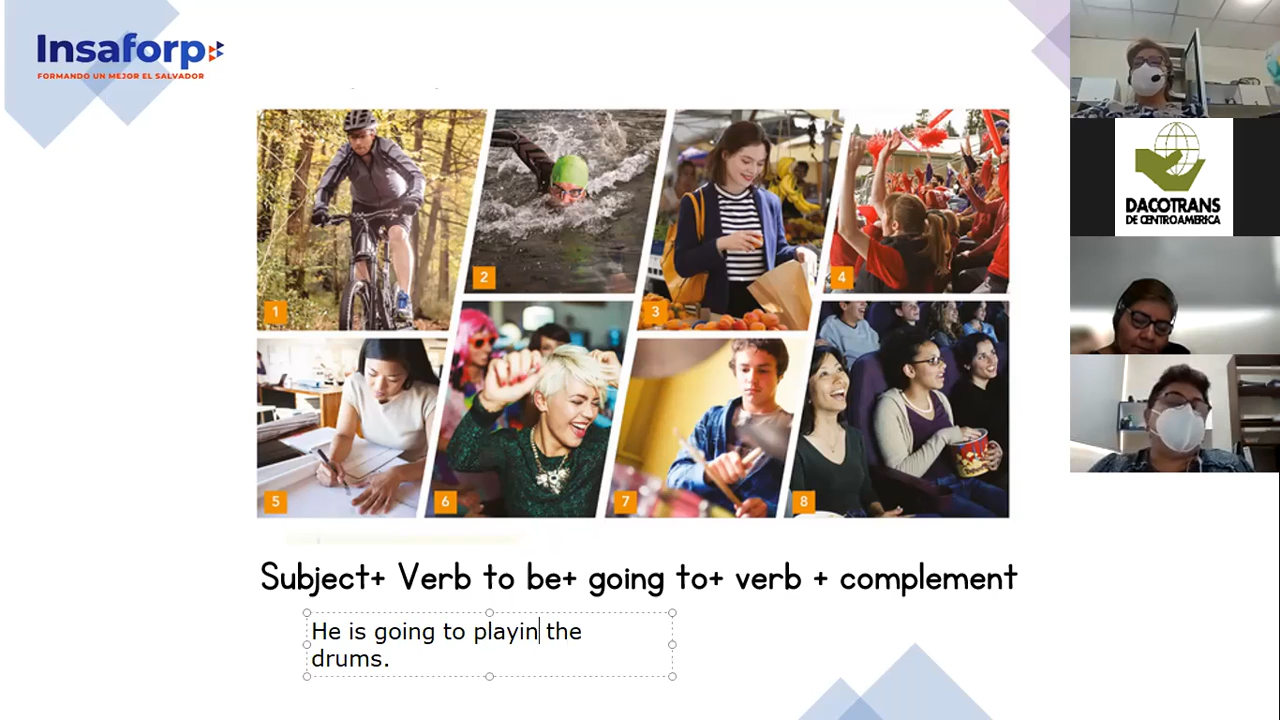 Insaforp
FORMANDO UN MEJOR EL SALVADOR
1
2
3
4
5
6
7
8
DACOTRANS
DE CENTROAMERICA
Subject+ Verb to be+ going to+ verb + complement
He is going to playin the
drums.